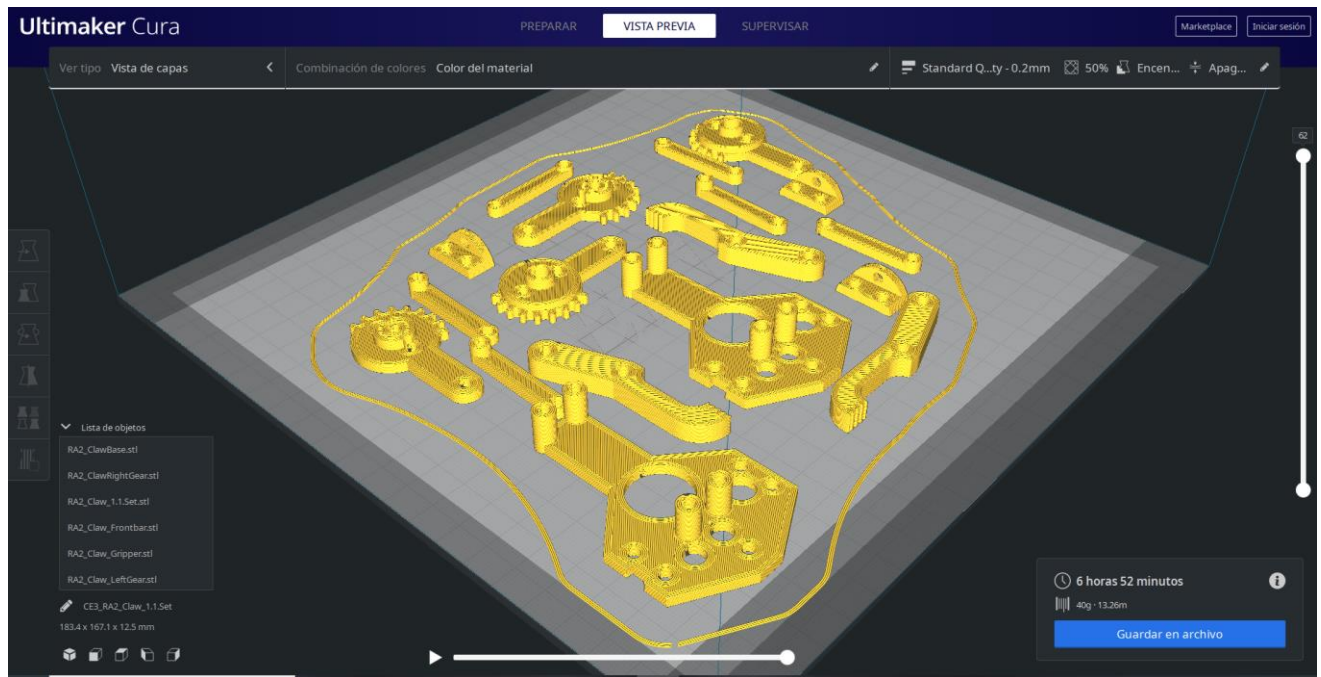 Ultimaker Cura
PREPARAR
VISTA PREVIA
SUPERVISAR
Marketplace
Iniciar sesión
Ver tipo Vista de capas
Combinación de colores Color del material
Standard Q...ty - 0.2mm 50% Encen... Apag...
62
Lista de objetos
RA2_ClawBase.stl
RA2_ClawRightGear.stl
RA2_Claw_1.1.Set.stl
RA2_Claw_Frontbar.stl
RA2_Claw_Gripper.stl
RA2_Claw_LeftGear.stl
CE3_RA2_Claw_1.1.Set
183.4 x 167.1 x 12.5 mm
6 horas 52 minutos
40g · 13.26m
Guardar en archivo